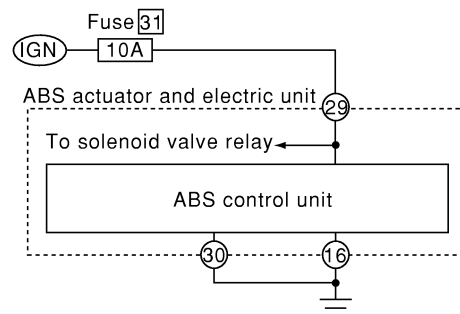 Fuse 31
IGN 10A
ABS actuator and electric unit 29
To solenoid valve relay
ABS control unit
30 16